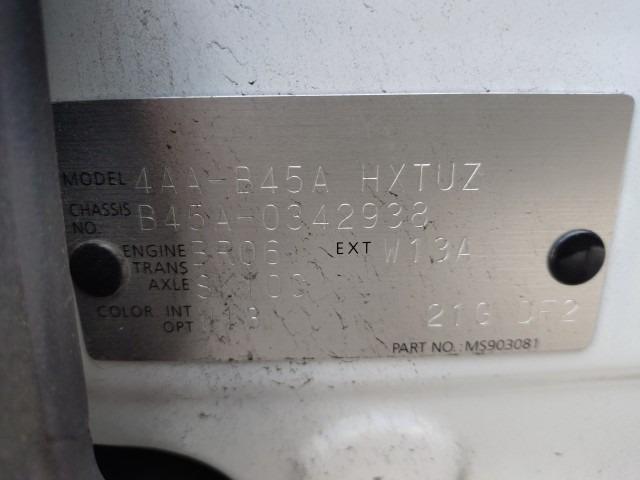 MODEL 4AA-B45A HXTUZ
CHASSIS NO. B45A-0342938
ENGINE BR06 EXT W13A
TRANS AXLE
COLOR INT OPT 21G DF2
PART NO.:MS903081